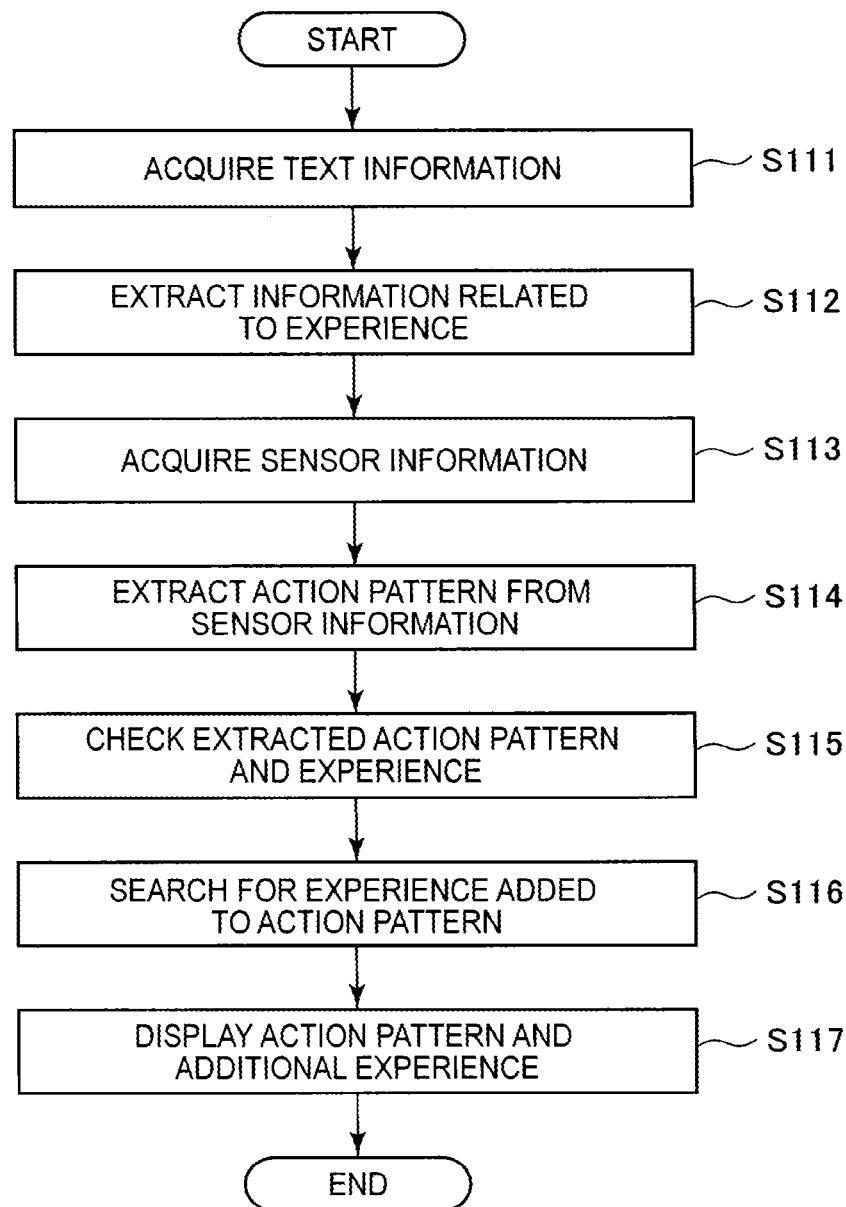 START
ACQUIRE TEXT INFORMATION
S111
EXTRACT INFORMATION RELATED
TO EXPERIENCE
S112
ACQUIRE SENSOR INFORMATION
S113
EXTRACT ACTION PATTERN FROM
SENSOR INFORMATION
S114
CHECK EXTRACTED ACTION PATTERN
AND EXPERIENCE
S115
SEARCH FOR EXPERIENCE ADDED
TO ACTION PATTERN
S116
DISPLAY ACTION PATTERN AND
ADDITIONAL EXPERIENCE
S117
END